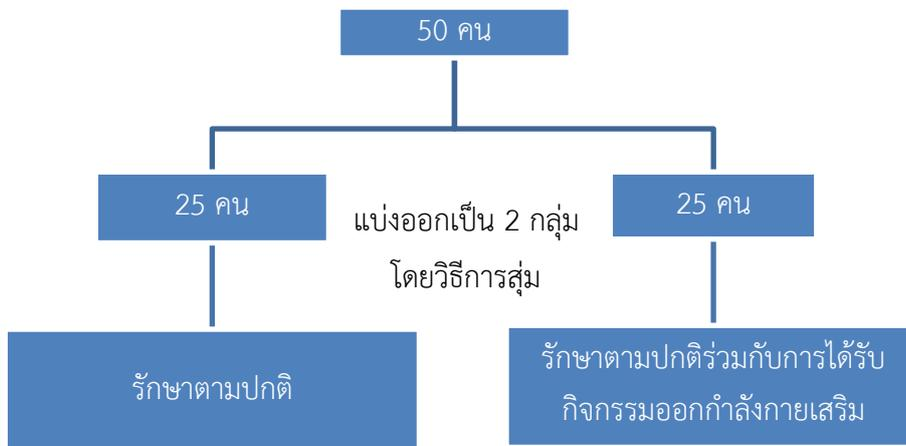 50 คน
25 คน
แบ่งออกเป็น 2 กลุ่ม
โดยวิธีการสุ่ม
25 คน
รักษาตามปกติ
รักษาตามปกติร่วมกับการได้รับ
กิจกรรมออกกำลังกายเสริม